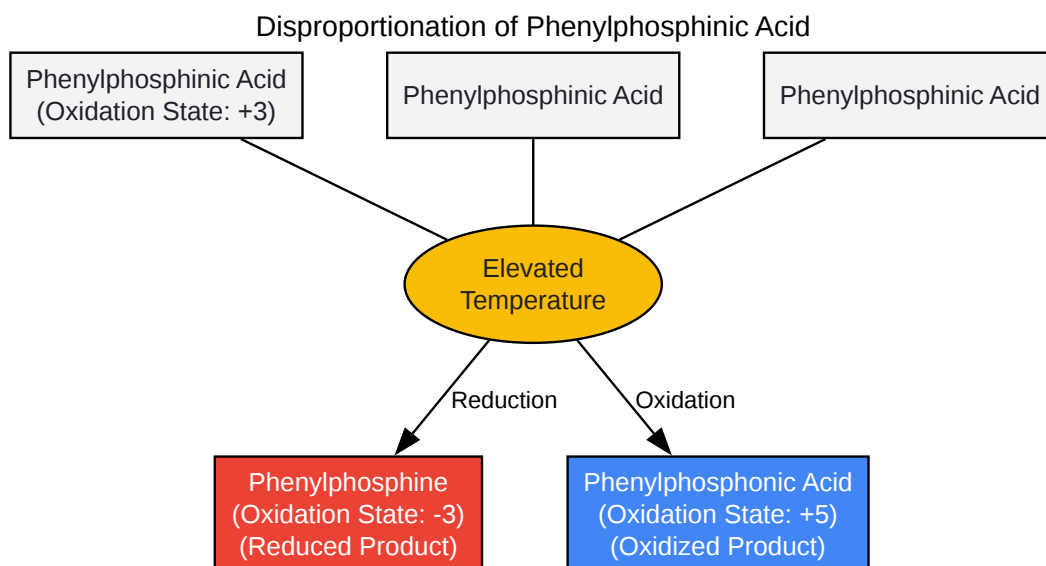 Disproportionation of Phenylphosphinic Acid
Phenylphosphinic Acid
(Oxidation State: +3)
Phenylphosphinic Acid
Phenylphosphinic Acid
Elevated
Temperature
Reduction
Oxidation
Phenylphosphine
(Oxidation State: -3)
(Reduced Product)
Phenylphosphonic Acid
(Oxidation State: +5)
(Oxidized Product)